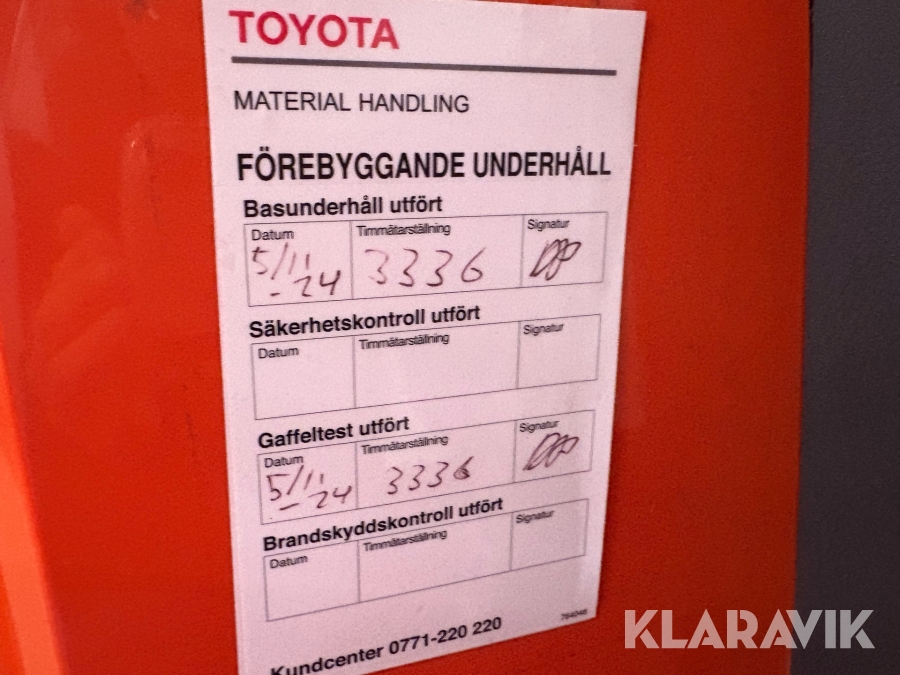 TOYOTA
MATERIAL HANDLING
FÖREBYGGANDE UNDERHÅLL
Basunderhåll utfört
Datum Timmätarställning Signatur
5/11 -24 3336
Säkerhetskontroll utfört
Datum Timmätarställning Signatur
Gaffeltest utfört
Datum Timmätarställning Signatur
5/11 -24 3336
Brandskyddskontroll utfört
Datum Timmätarställning Signatur
Kundcenter 0771-220 220
KLARAVIK